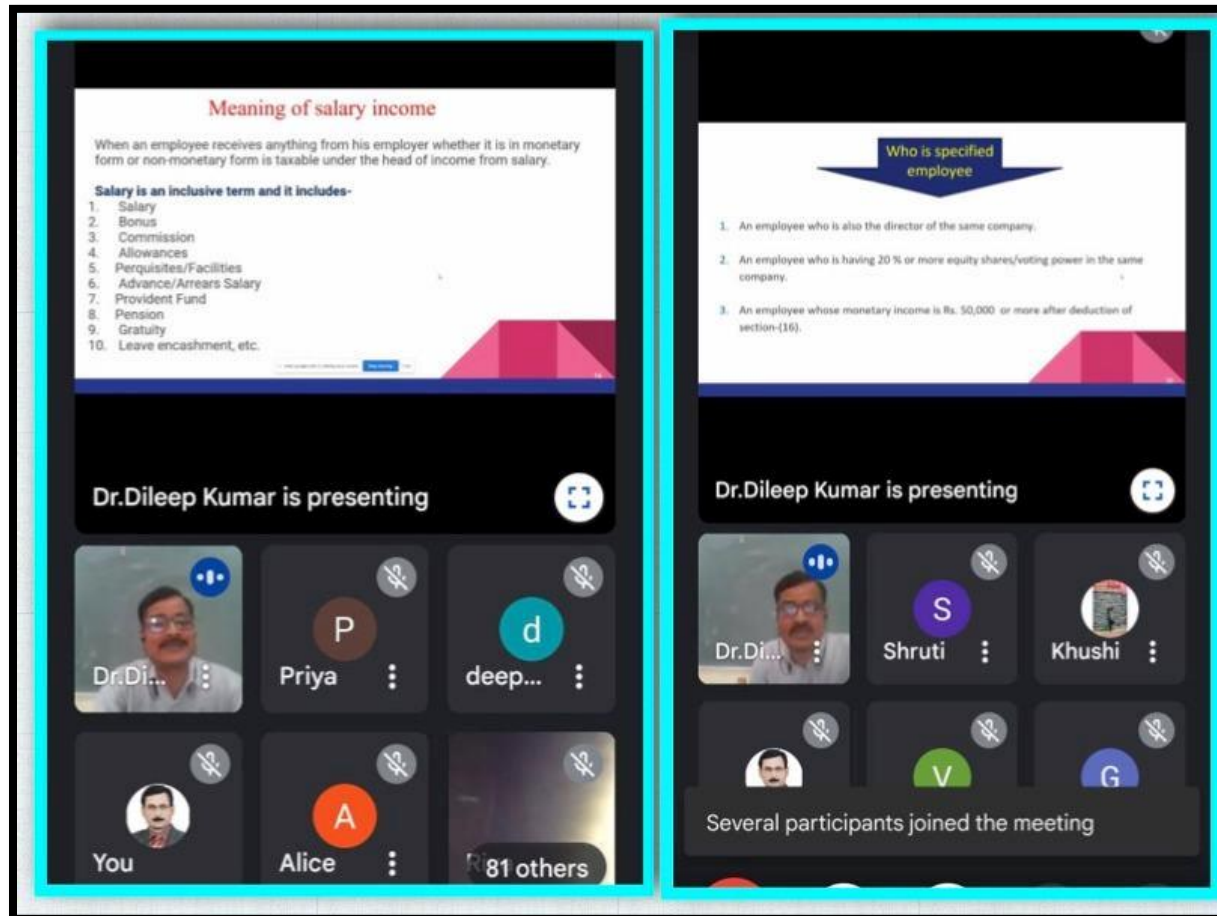 Meaning of salary income
When an employee receives anything from his employer whether it is in monetary
form or non-monetary form is taxable under the head of income from salary.
Salary is an inclusive term and it includes-
1. Salary
2. Bonus
3. Commission
4. Allowances
5. Perquisites/Facilities
6. Advance/Arrears Salary
7. Provident Fund
8. Pension
9. Gratuity
10. Leave encashment, etc.
Dr.Dileep Kumar is presenting
Dr.Di...
P
Priya
d
deep...
You
A
Alice
81 others
Who is specified
employee
1. An employee who is also the director of the same company.
2. An employee who is having 20 % or more equity shares/voting power in the same
company.
3. An employee whose monetary income is Rs. 50,000 or more after deduction of
section-(16).
Dr.Dileep Kumar is presenting
Dr.Di...
S
Shruti
Khushi
V
G
Several participants joined the meeting